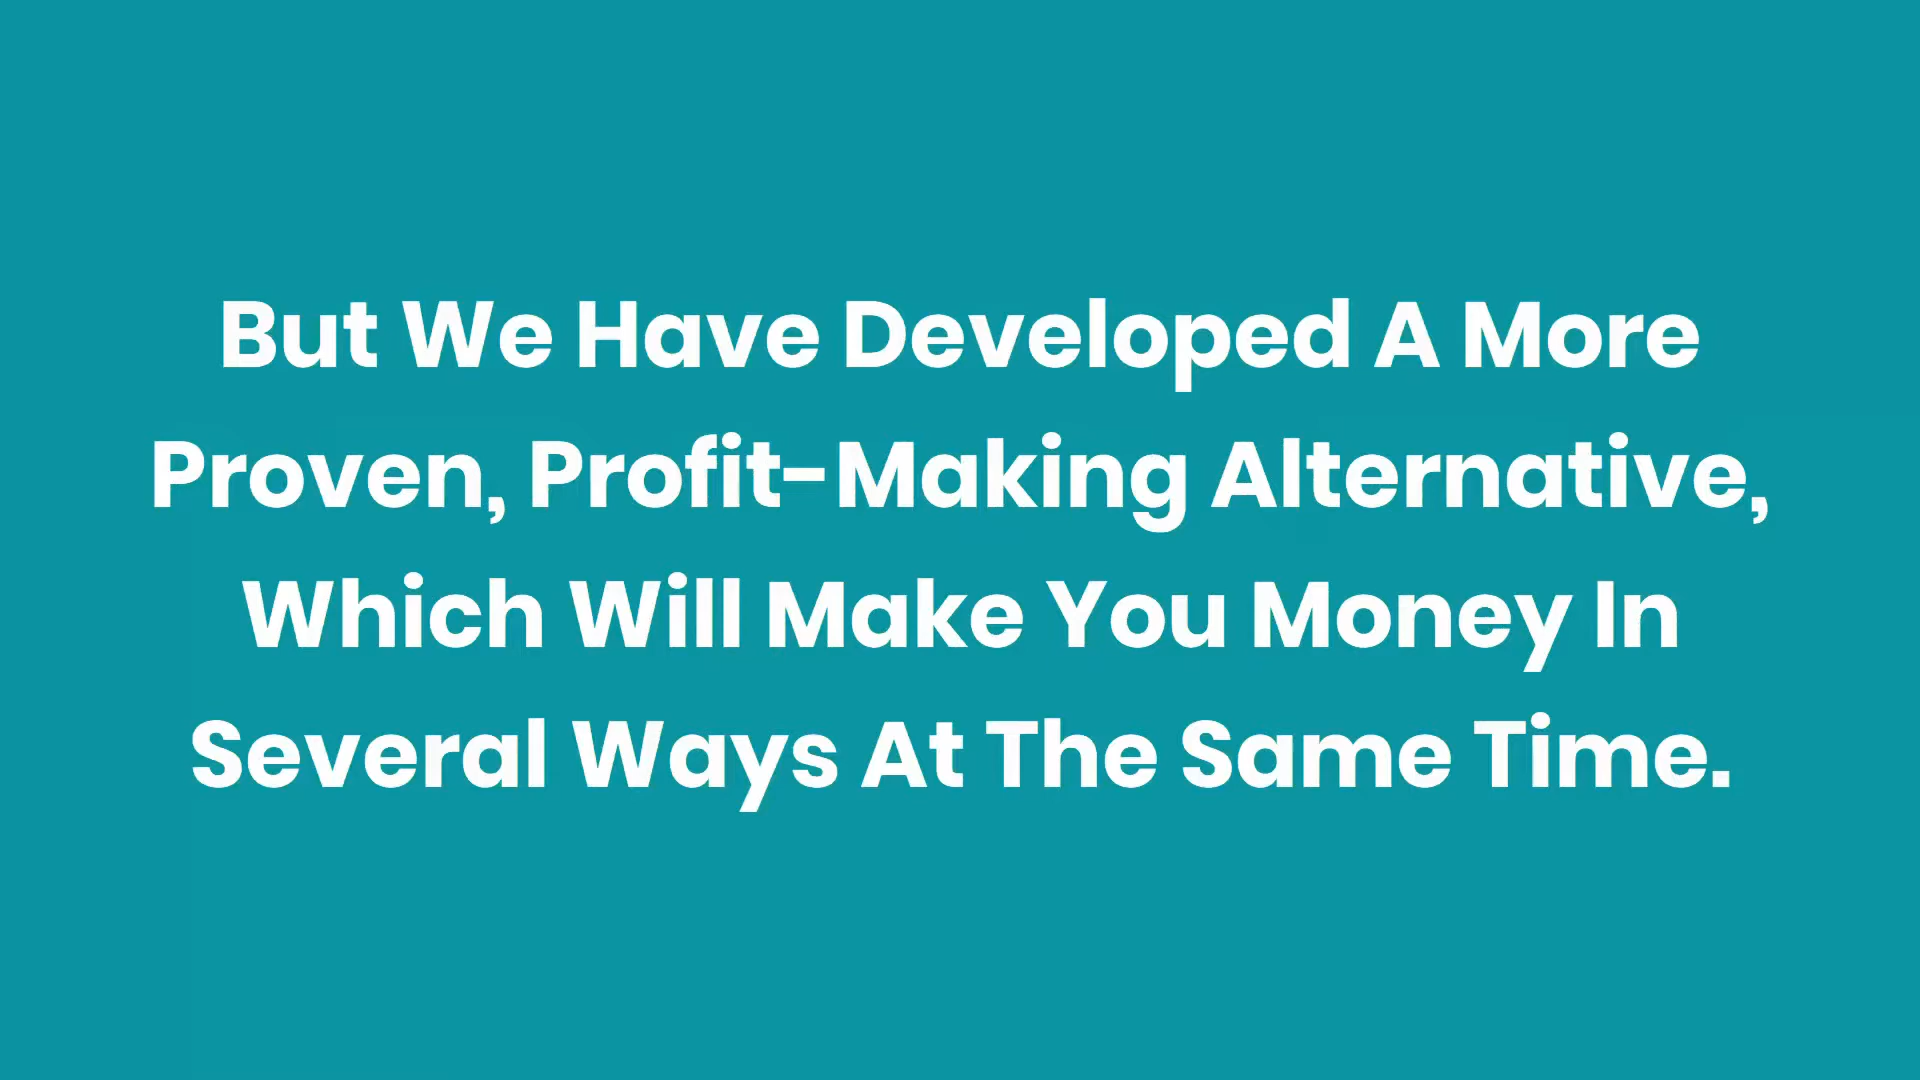 But We Have Developed A More
Proven, Profit-Making Alternative,
Which Will Make You Money In
Several Ways At The Same Time.